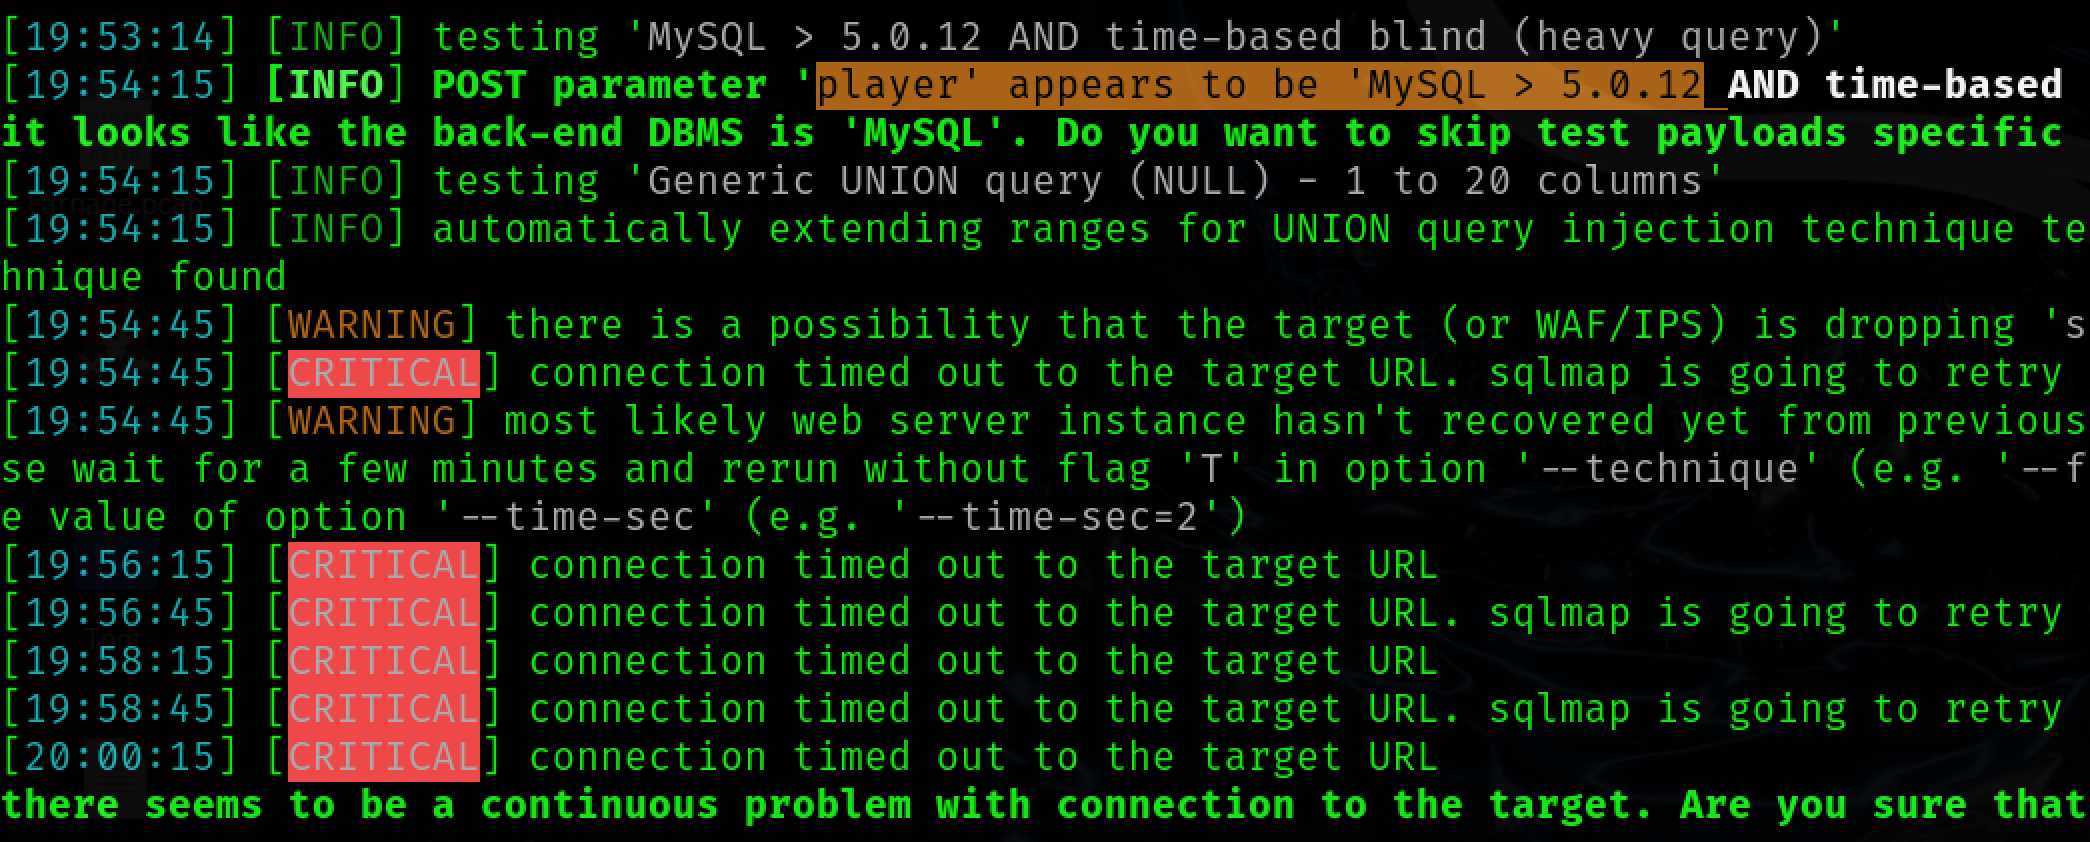 [19:53:14] [INFO] testing 'MySQL > 5.0.12 AND time-based blind (heavy query)'
[19:54:15] [INFO] POST parameter 'player' appears to be 'MySQL > 5.0.12 AND time-based
it looks like the back-end DBMS is 'MySQL'. Do you want to skip test payloads specific
[19:54:15] [INFO] testing 'Generic UNION query (NULL) - 1 to 20 columns'
[19:54:15] [INFO] automatically extending ranges for UNION query injection technique te
hnique found
[19:54:45] [WARNING] there is a possibility that the target (or WAF/IPS) is dropping 's
[19:54:45] [CRITICAL] connection timed out to the target URL. sqlmap is going to retry
[19:54:45] [WARNING] most likely web server instance hasn't recovered yet from previous
se wait for a few minutes and rerun without flag 'T' in option '--technique' (e.g. '--f
e value of option '--time-sec' (e.g. '--time-sec=2')
[19:56:15] [CRITICAL] connection timed out to the target URL
[19:56:45] [CRITICAL] connection timed out to the target URL. sqlmap is going to retry
[19:58:15] [CRITICAL] connection timed out to the target URL
[19:58:45] [CRITICAL] connection timed out to the target URL. sqlmap is going to retry
[20:00:15] [CRITICAL] connection timed out to the target URL
there seems to be a continuous problem with connection to the target. Are you sure that